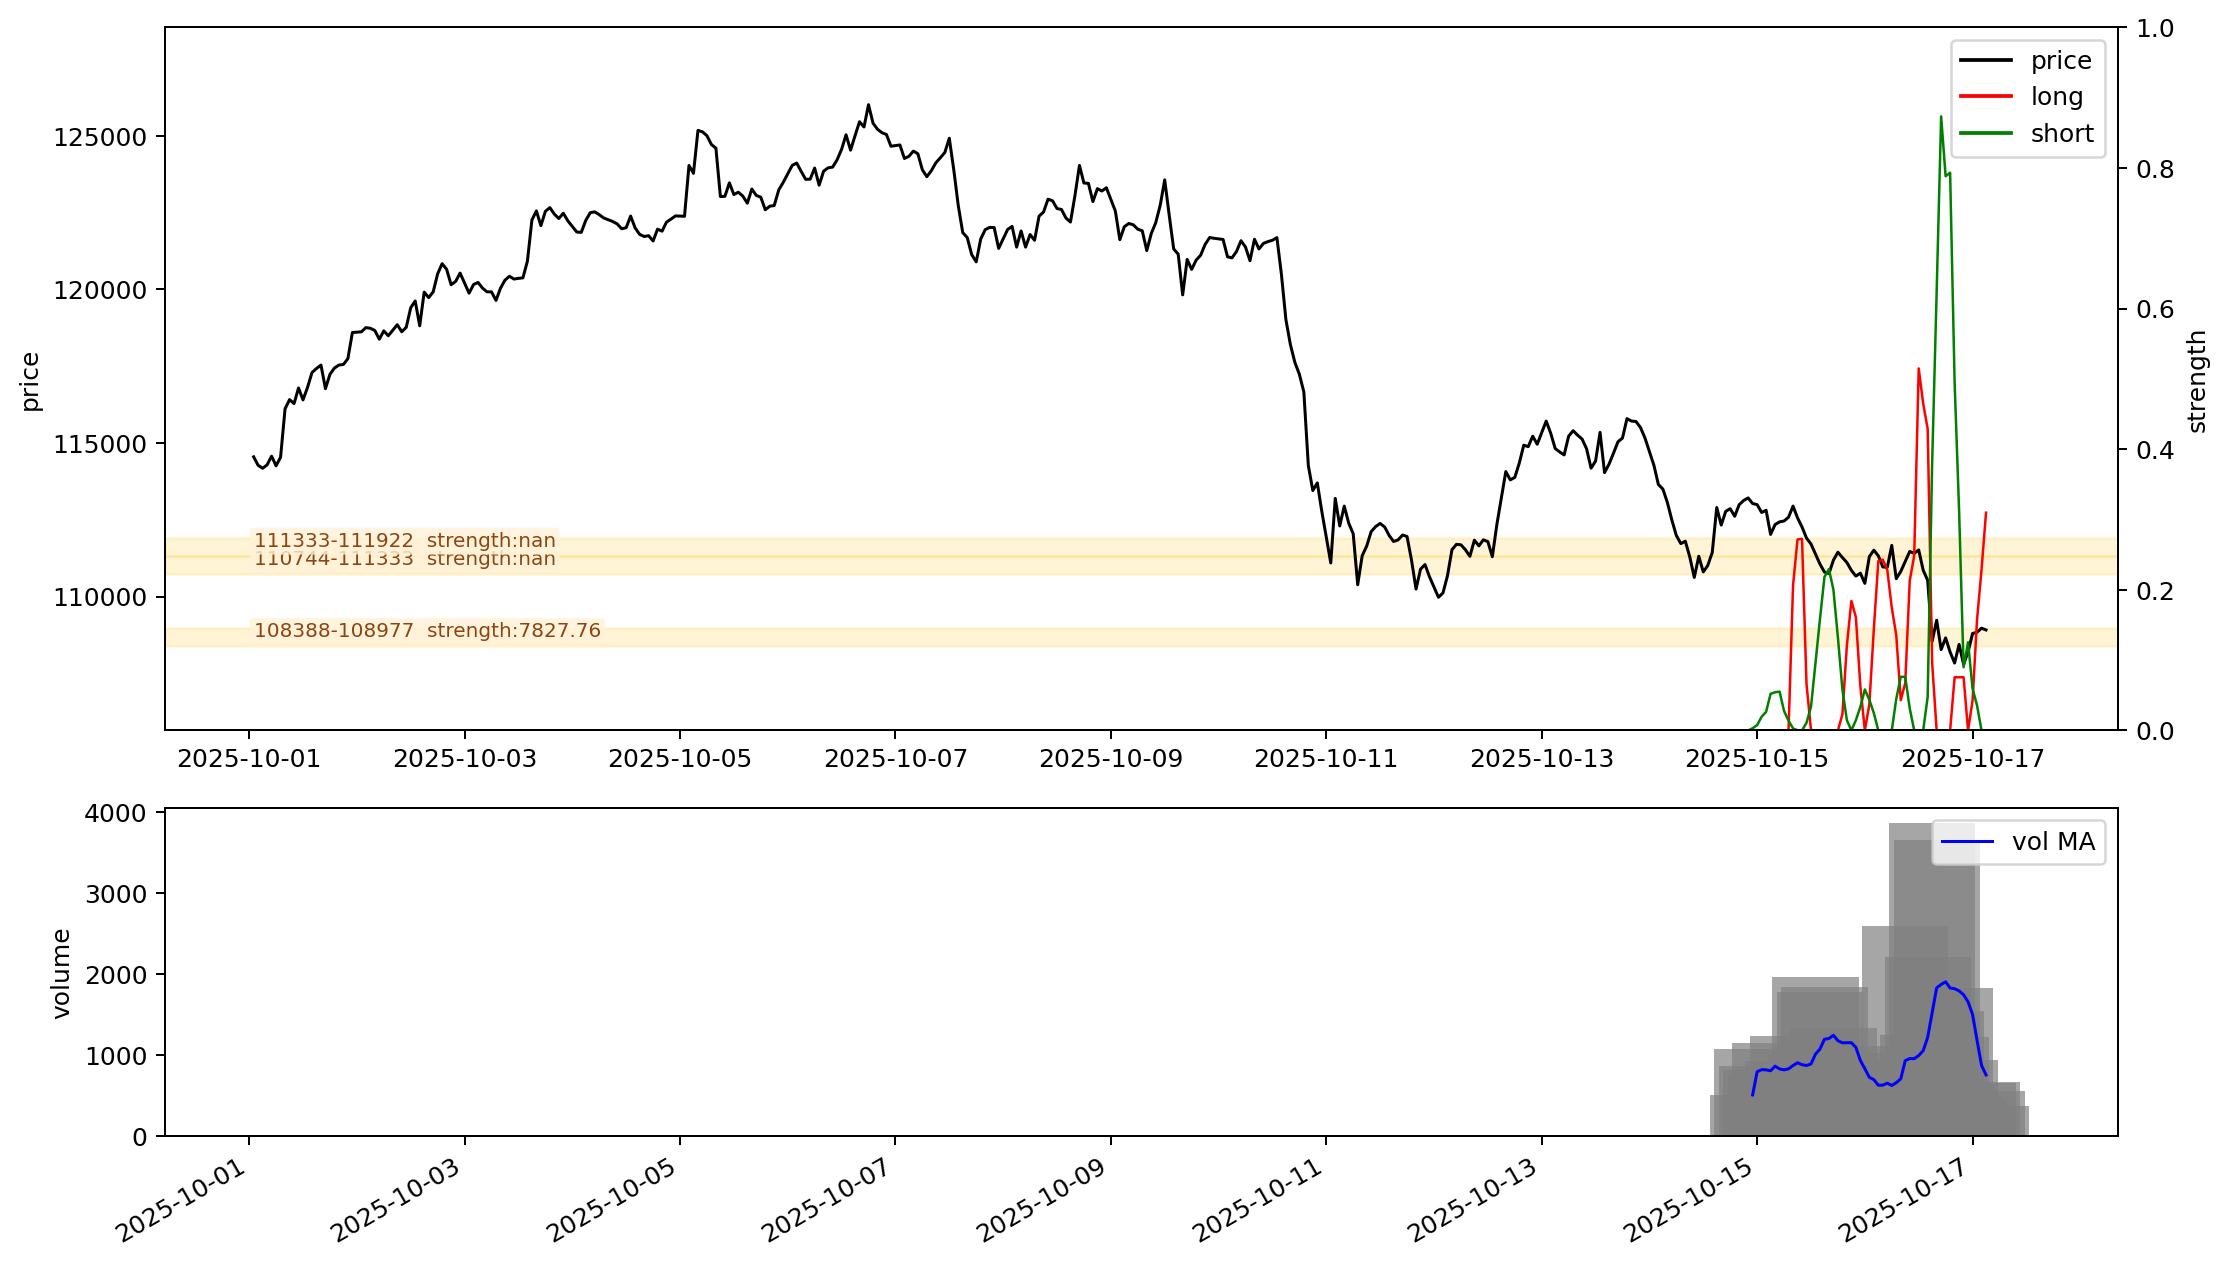 price
long
short
125000
120000
115000
110000
price
1.0
0.8
0.6
0.4
0.2
0.0
strength
111333-111922 strength:nan
110744-111333 strength:nan
108388-108977 strength:7827.76
2025-10-01 2025-10-03 2025-10-05 2025-10-07 2025-10-09 2025-10-11 2025-10-13 2025-10-15 2025-10-17
vol MA
4000
3000
2000
1000
0
volume
2025-10-01 2025-10-03 2025-10-05 2025-10-07 2025-10-09 2025-10-11 2025-10-13 2025-10-15 2025-10-17